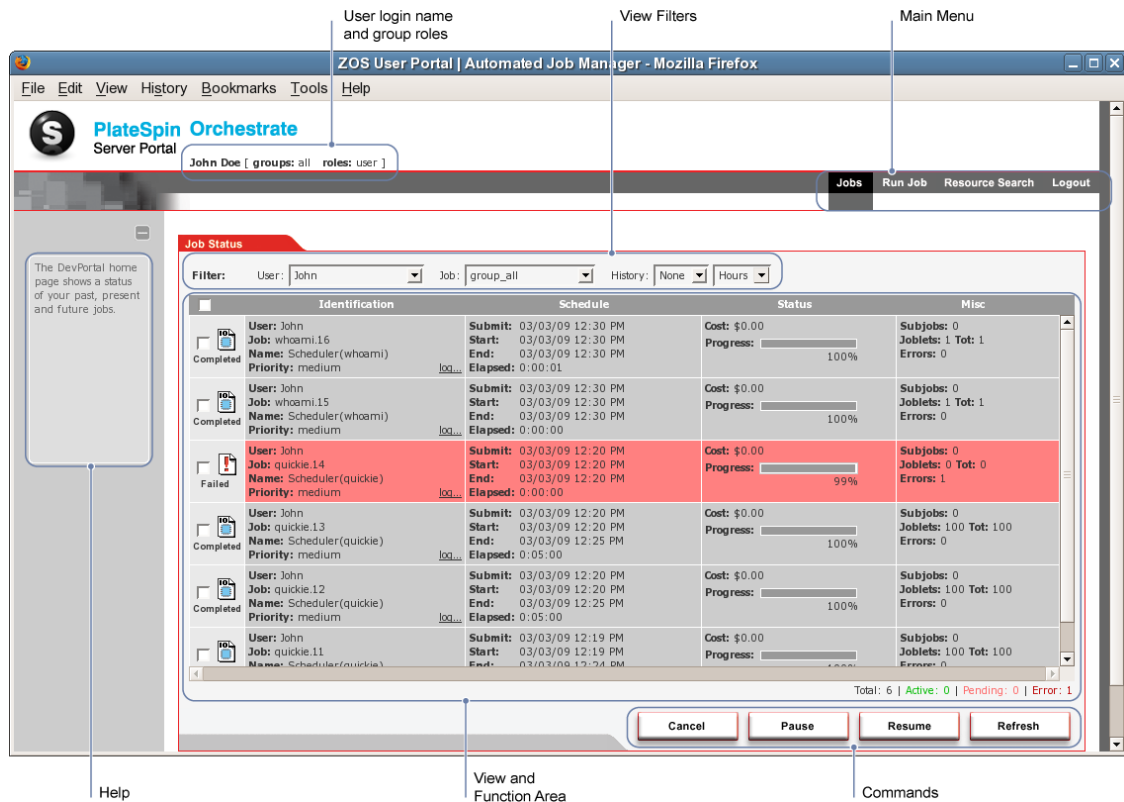 User login name
and group roles
View Filters
Main Menu
ZOS User Portal | Automated Job Manager - Mozilla Firefox
File Edit View History Bookmarks Tools Help
S
PlateSpin Orchestrate
Server Portal
John Doe [ groups: all roles: user ]
Jobs Run Job Resource Search Logout
Job Status
The DevPortal home
page shows a status
of your past, present
and future jobs.
Filter: User: John Job: group_all History: None Hours
Identification Schedule Status Misc
User: John Submit: 03/03/09 12:30 PM Cost: $0.00 Subjobs: 0
Job: whoami.16 Start: 03/03/09 12:30 PM Progress: Joblets: 1 Tot: 1
Completed Name: Scheduler(whoami) End: 03/03/09 12:30 PM 100% Errors: 0
Priority: medium log... Elapsed: 0:00:01
User: John Submit: 03/03/09 12:30 PM Cost: $0.00 Subjobs: 0
Job: whoami.15 Start: 03/03/09 12:30 PM Progress: Joblets: 1 Tot: 1
Completed Name: Scheduler(whoami) End: 03/03/09 12:30 PM 100% Errors: 0
Priority: medium log... Elapsed: 0:00:00
User: John Submit: 03/03/09 12:20 PM Cost: $0.00 Subjobs: 0
Job: quickie.14 Start: 03/03/09 12:20 PM Progress: Joblets: 0 Tot: 0
Failed Name: Scheduler(quickie) End: 03/03/09 12:20 PM 99% Errors: 1
Priority: medium log... Elapsed: 0:00:00
User: John Submit: 03/03/09 12:20 PM Cost: $0.00 Subjobs: 0
Job: quickie.13 Start: 03/03/09 12:20 PM Progress: Joblets: 100 Tot: 100
Completed Name: Scheduler(quickie) End: 03/03/09 12:25 PM 100% Errors: 0
Priority: medium log... Elapsed: 0:05:00
User: John Submit: 03/03/09 12:20 PM Cost: $0.00 Subjobs: 0
Job: quickie.12 Start: 03/03/09 12:20 PM Progress: Joblets: 100 Tot: 100
Completed Name: Scheduler(quickie) End: 03/03/09 12:25 PM 100% Errors: 0
Priority: medium log... Elapsed: 0:05:00
User: John Submit: 03/03/09 12:19 PM Cost: $0.00 Subjobs: 0
Job: quickie.11 Start: 03/03/09 12:19 PM Progress: Joblets: 100 Tot: 100
Name: Scheduler(quickie) End: 03/03/09 12:24 PM 100% Errors: 0
Total: 6 | Active: 0 | Pending: 0 | Error: 1
Cancel Pause Resume Refresh
Help
View and
Function Area
Commands